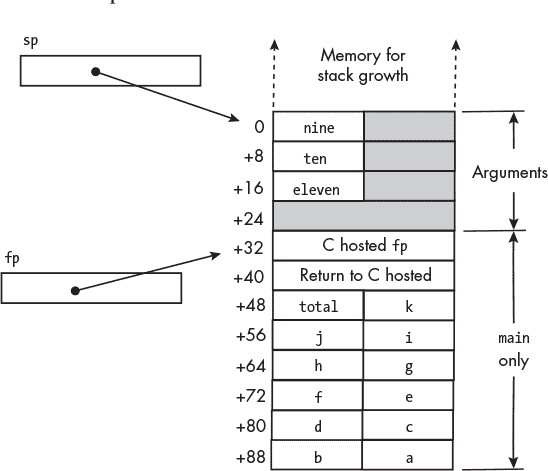 sp
Memory for
stack growth
0 nine
+8 ten
+16 eleven
Arguments
+24
+32 C hosted fp
fp
+40 Return to C hosted
+48 total k
+56 j i
main
only
+64 h g
+72 f e
+80 d c
+88 b a